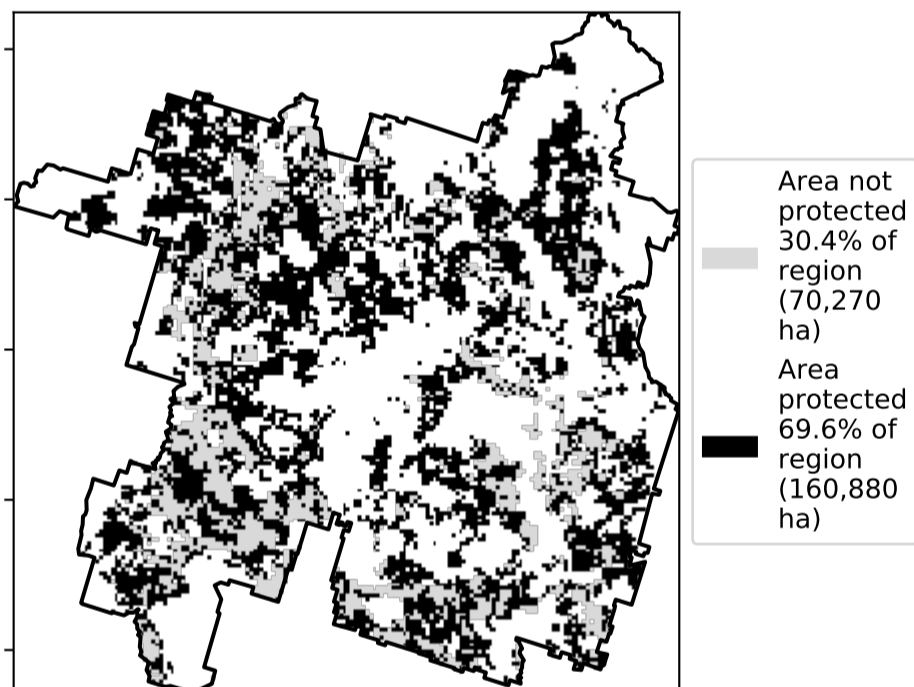 Area not
protected
30.4% of
region
(70,270
ha)
Area
protected
69.6% of
region
(160,880
ha)